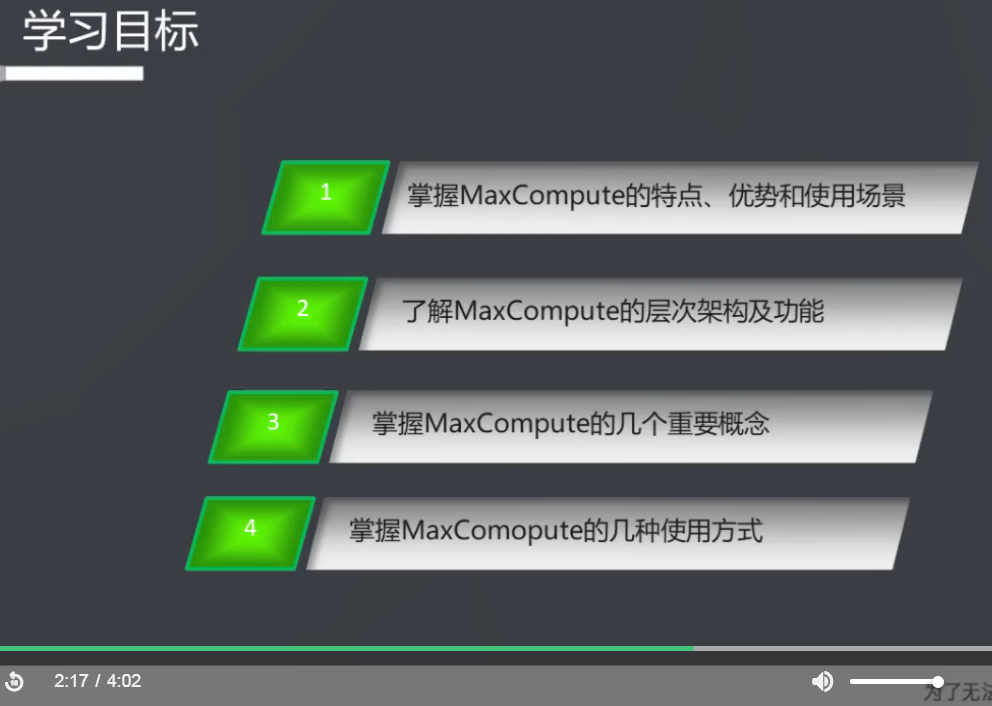 学习目标
1
掌握MaxCompute的特点、优势和使用场景
2
了解MaxCompute的层次架构及功能
3
掌握MaxCompute的几个重要概念
4
掌握MaxComopute的几种使用方式
10
2:17 / 4:02
为了无法